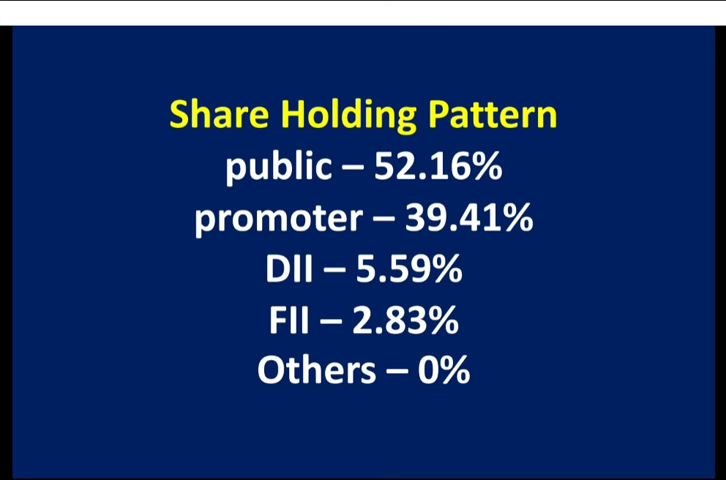 Share Holding Pattern
public – 52.16%
promoter – 39.41%
DII – 5.59%
FII – 2.83%
Others – 0%